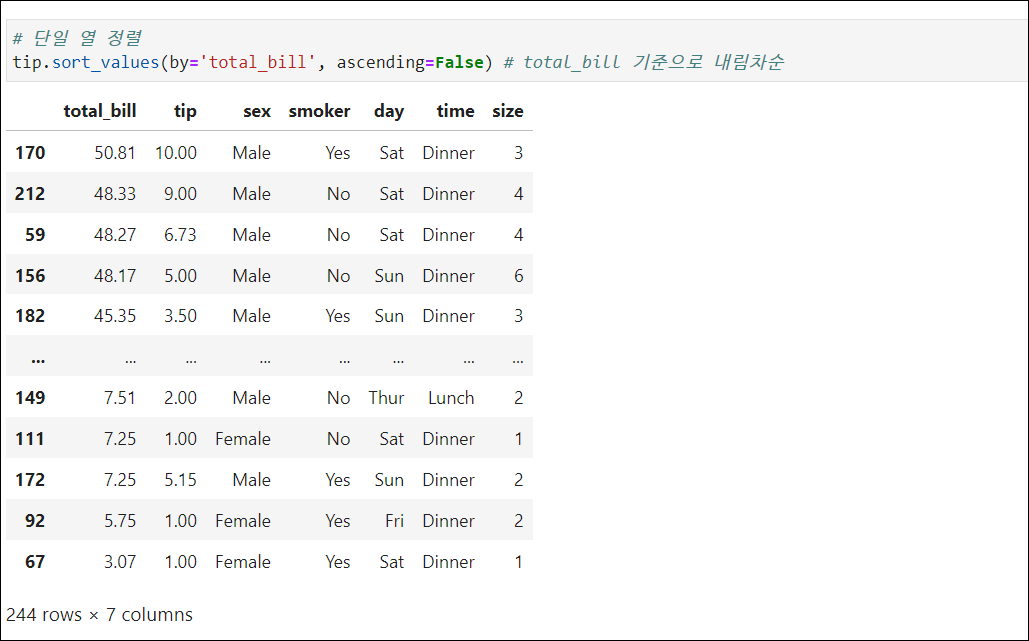 # 단일 열 정렬
tip.sort_values(by='total_bill', ascending=False) # total_bill 기준으로 내림차순
total_bill tip sex smoker day time size
170 50.81 10.00 Male Yes Sat Dinner 3
212 48.33 9.00 Male No Sat Dinner 4
59 48.27 6.73 Male No Sat Dinner 4
156 48.17 5.00 Male No Sun Dinner 6
182 45.35 3.50 Male Yes Sun Dinner 3
... ... ... ... ... ... ... ...
149 7.51 2.00 Male No Thur Lunch 2
111 7.25 1.00 Female No Sat Dinner 1
172 7.25 5.15 Male Yes Sun Dinner 2
92 5.75 1.00 Female Yes Fri Dinner 2
67 3.07 1.00 Female Yes Sat Dinner 1
244 rows × 7 columns